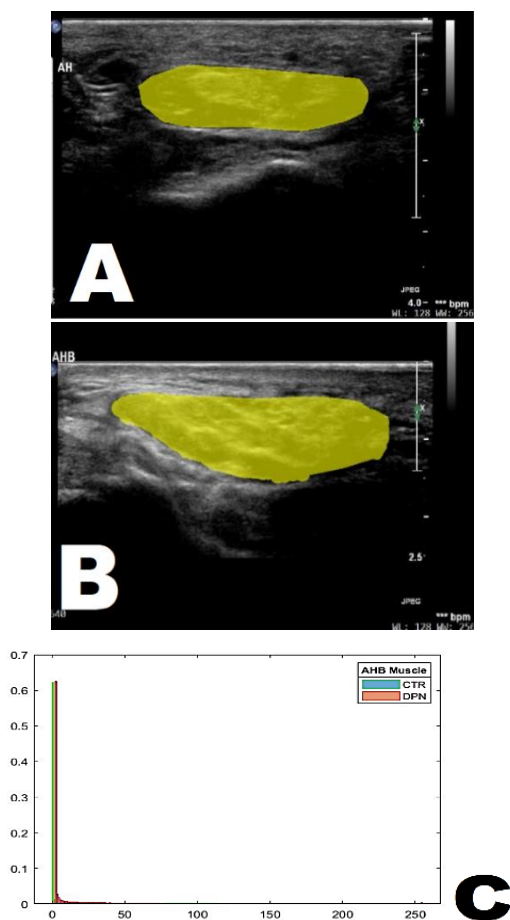 AH
x
A
JPEG
4.0- *** bpm
WL: 128 WW: 256
AHB
x
2.5
B
JPEG
*** bpm
WL: 128 WW: 256
0.7
0.6
0.5
0.4
0.3
0.2
0.1
0
AHB Muscle
CTR
DPN
0 50 100 150 200 250
C